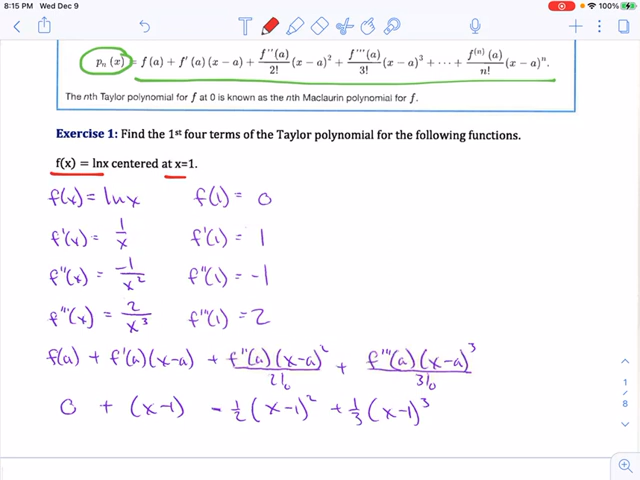 8:15 PM Wed Dec 9
pₙ (x) = f(a) + f′(a)(x − a) + f′′(a)/2! (x − a)² + f′′′(a)/3! (x − a)³ + ⋯ + f⁽ⁿ⁾(a)/n! (x − a)ⁿ.
The nth Taylor polynomial for f at 0 is known as the nth Maclaurin polynomial for f.
Exercise 1: Find the 1st four terms of the Taylor polynomial for the following functions.
f(x) = lnx centered at x=1.
f(x) = lnx f(1) = 0
f'(x) = 1/x f'(1) = 1
f''(x) = -1/x² f''(1) = -1
f'''(x) = 2/x³ f'''(1) = 2
f(a) + f'(a)(x-a) + f''(a)(x-a)²/2! + f'''(a)(x-a)³/3!
0 + (x-1) - 1/2 (x-1)² + 1/3 (x-1)³
1
/
8